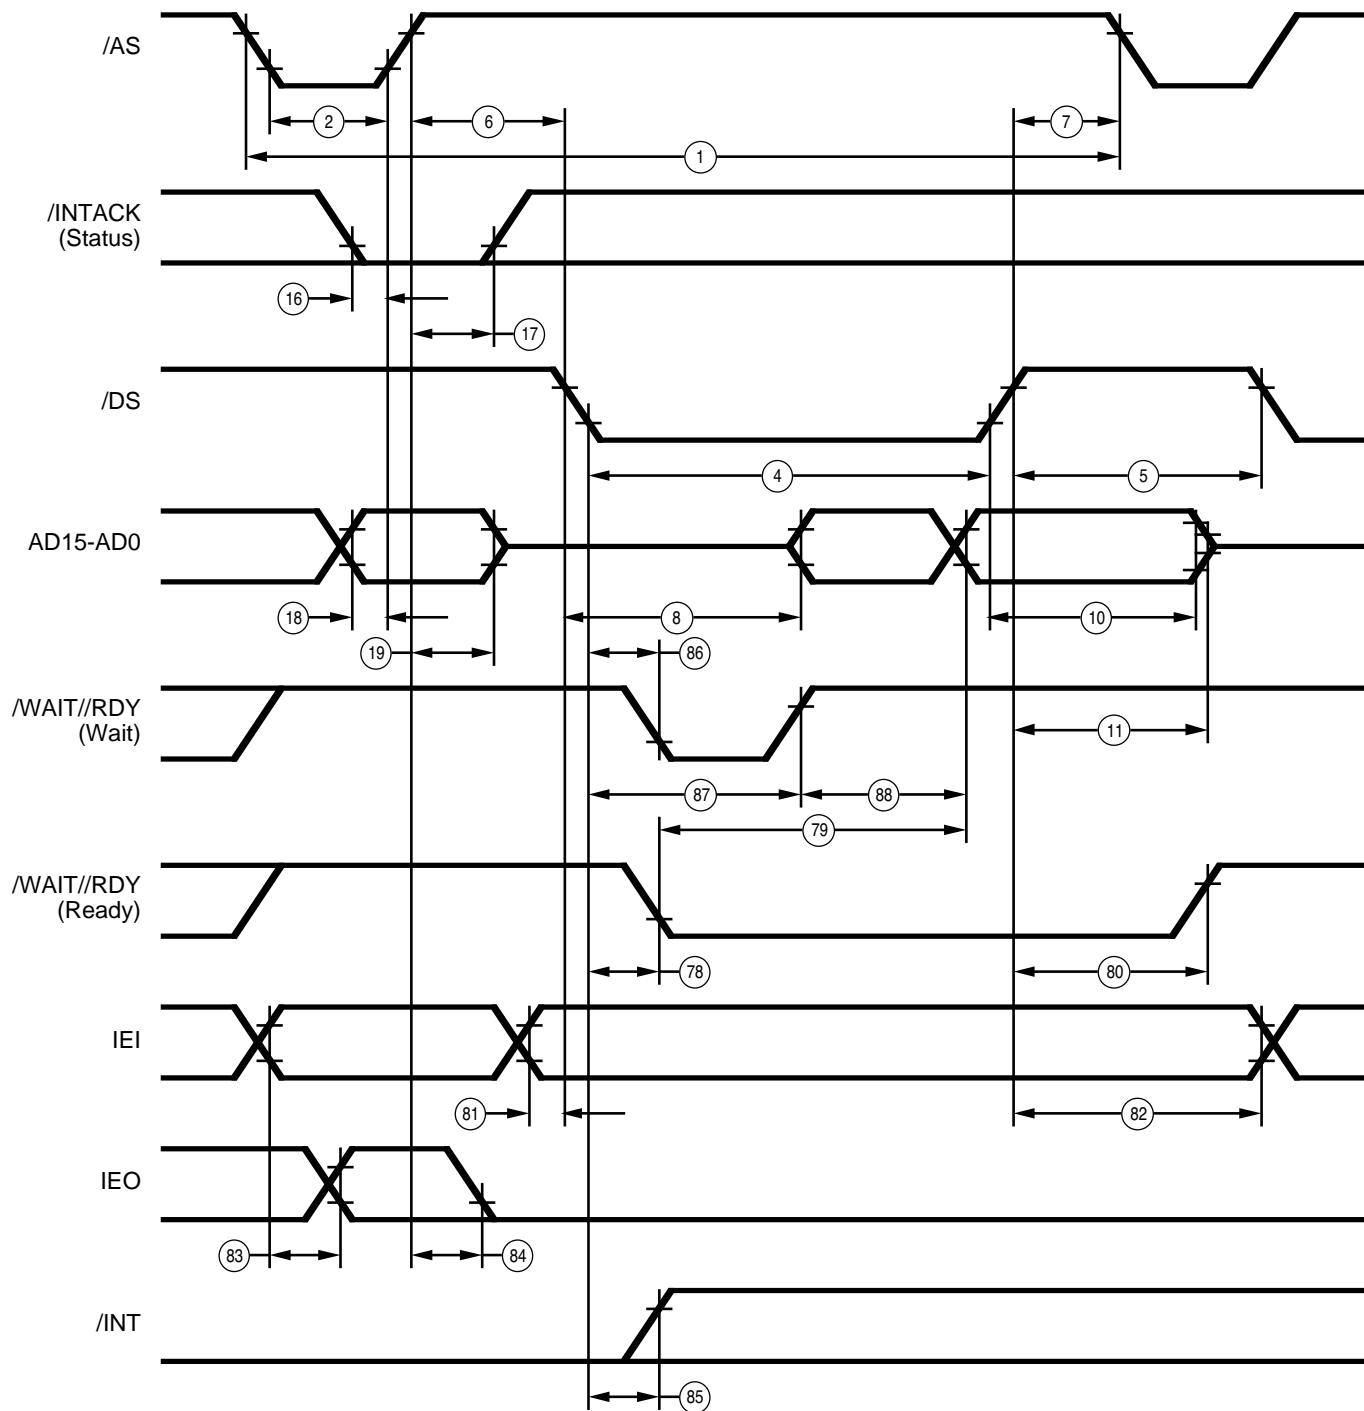 /AS
2
6
7
1
/INTACK
(Status)
16
17
/DS
4
5
AD15-AD0
18
8
10
19
86
/WAIT//RDY
(Wait)
11
87
88
79
/WAIT//RDY
(Ready)
78
80
IEI
81
82
IEO
83
84
/INT
85